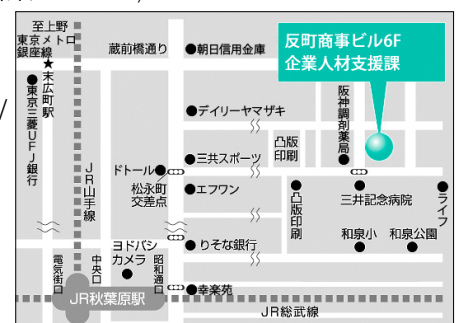 至上野
東京メトロ
銀座線
末広町駅
東京三菱UFJ銀行
蔵前橋通り
朝日信用金庫
反町商事ビル6F
企業人材支援課
デイリーヤマザキ
阪神調剤薬局
凸版
印刷
三共スポーツ
ドトール
松永町
交差点
エフワン
JR山手線
凸版印刷
三井記念病院
ライフ
和泉小
和泉公園
りそな銀行
ヨドバシ
カメラ
電気街口
中央口
昭和通口
JR秋葉原駅
幸楽苑
JR総武線